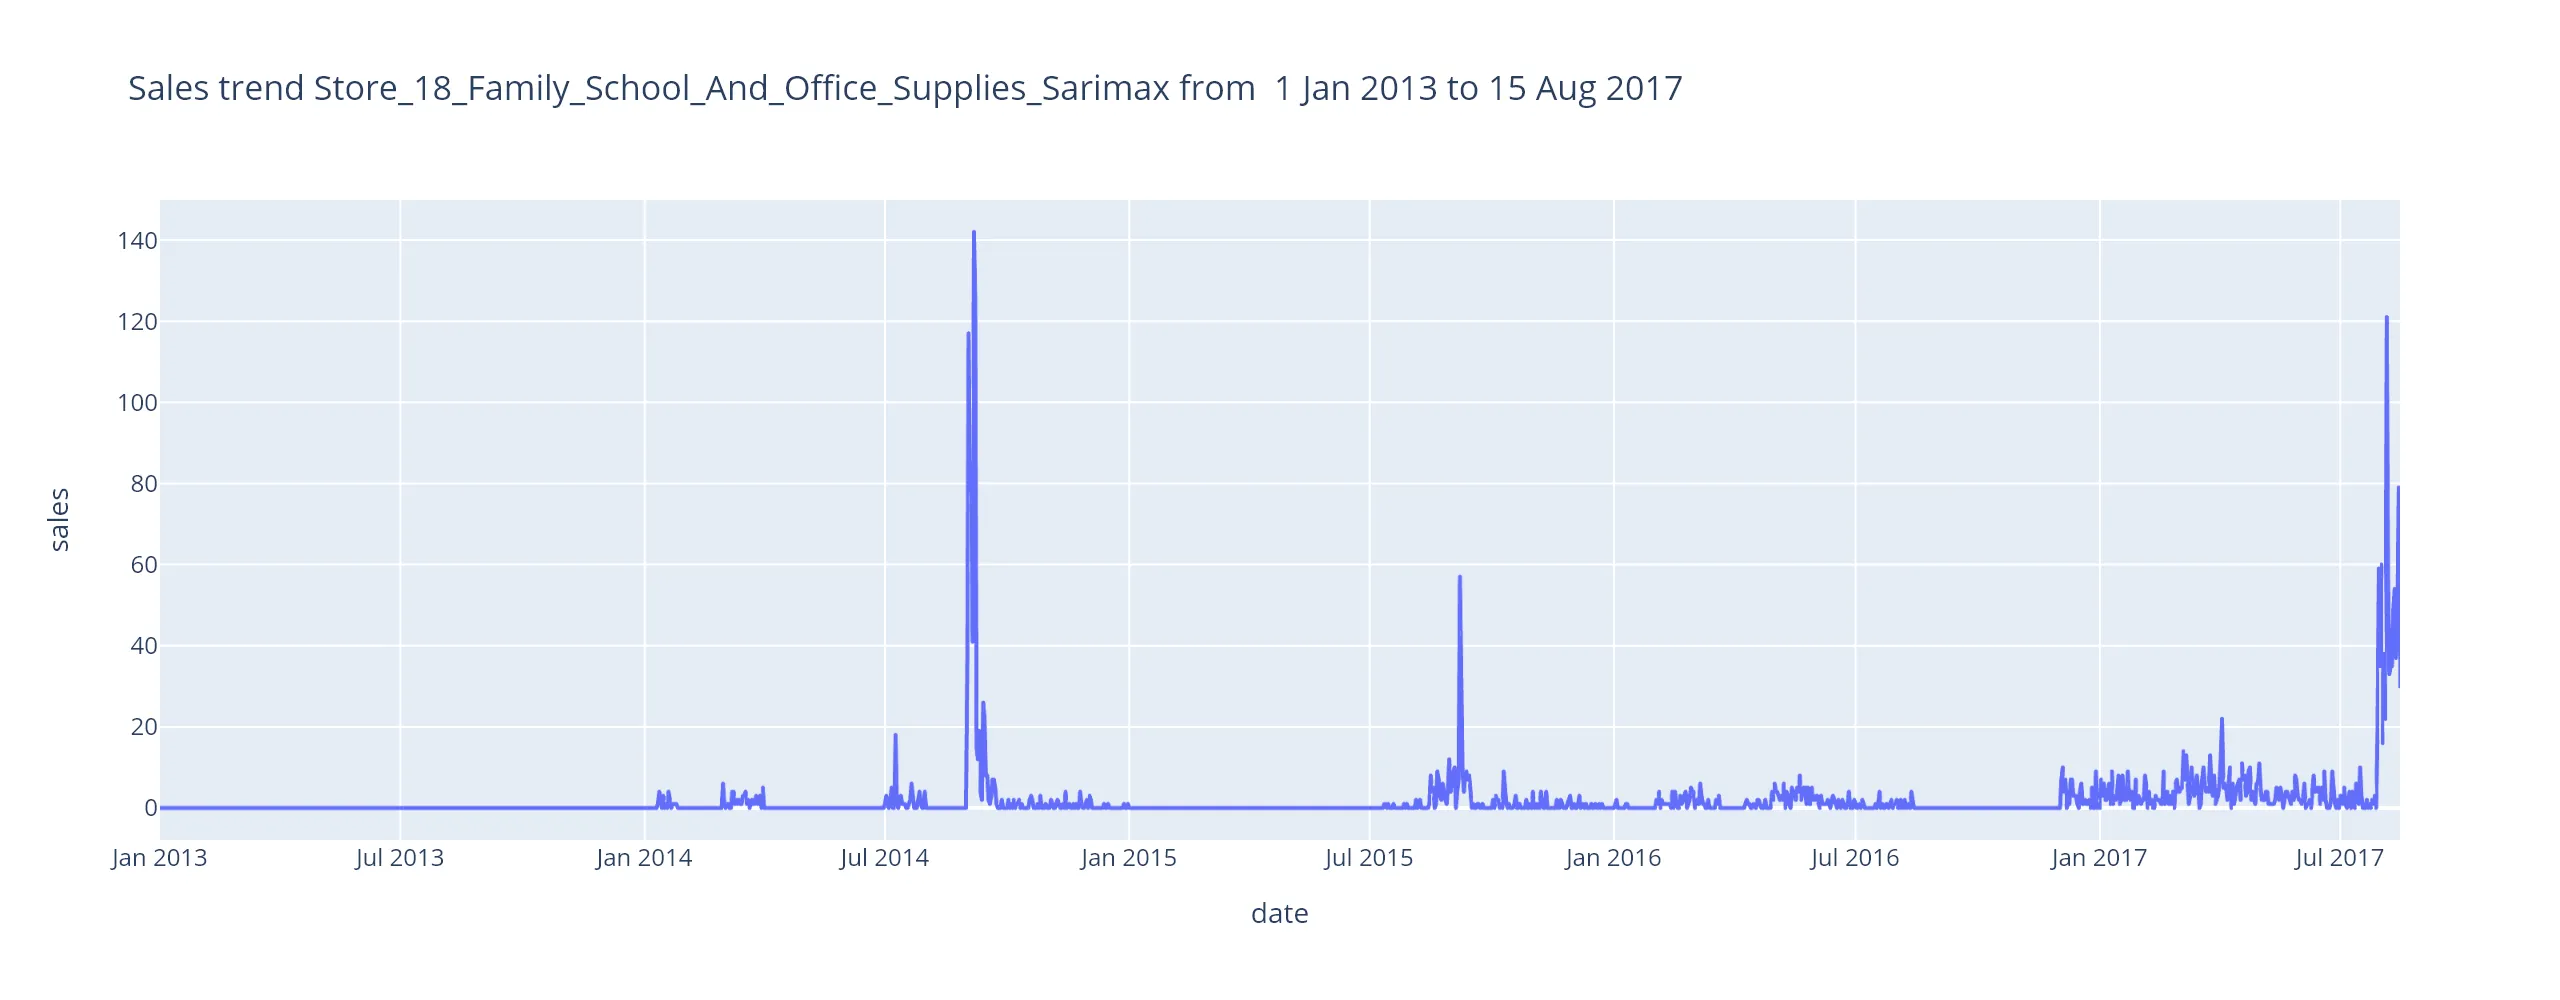 Sales trend Store_18_Family_School_And_Office_Supplies_Sarimax from  1 Jan 2013 to 15 Aug 2017
140
120
100
80
60
40
20
0
sales
Jan 2013 Jul 2013 Jan 2014 Jul 2014 Jan 2015 Jul 2015 Jan 2016 Jul 2016 Jan 2017 Jul 2017
date